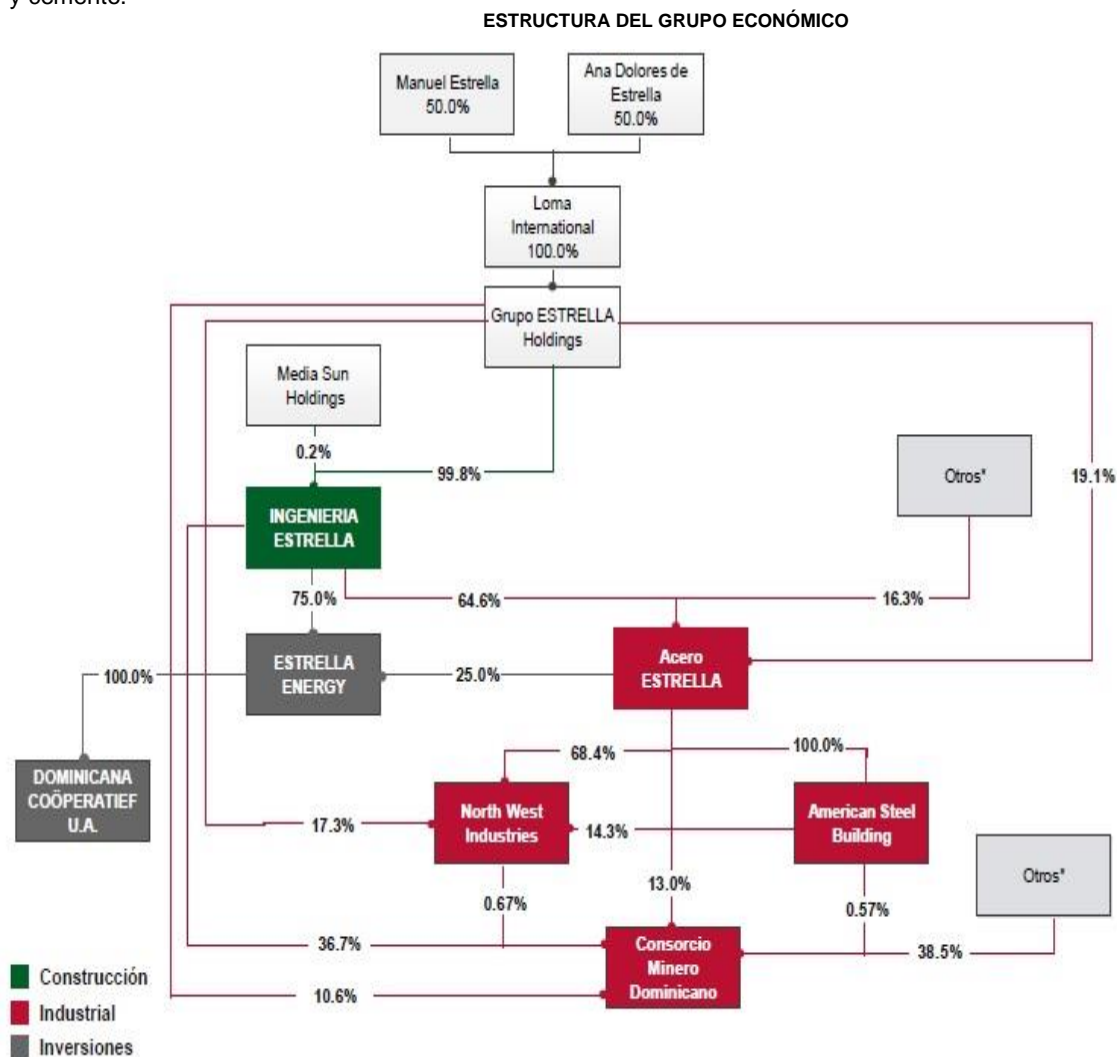 y cemento.
ESTRUCTURA DEL GRUPO ECONÓMICO
Manuel Estrella
50.0%
Ana Dolores de
Estrella
50.0%
Loma
International
100.0%
Grupo ESTRELLA
Holdings
Media Sun
Holdings
0.2%
99.8%
Otros*
19.1%
INGENIERIA
ESTRELLA
75.0%
64.6%
16.3%
ESTRELLA
ENERGY
Acero
ESTRELLA
100.0%
25.0%
68.4%
100.0%
DOMINICANA
COÖPERATIEF
U.A.
North West
Industries
American Steel
Building
17.3%
14.3%
Otros*
13.0%
0.67%
0.57%
36.7%
Consorcio
Minero
Dominicano
38.5%
10.6%
Construcción
Industrial
Inversiones